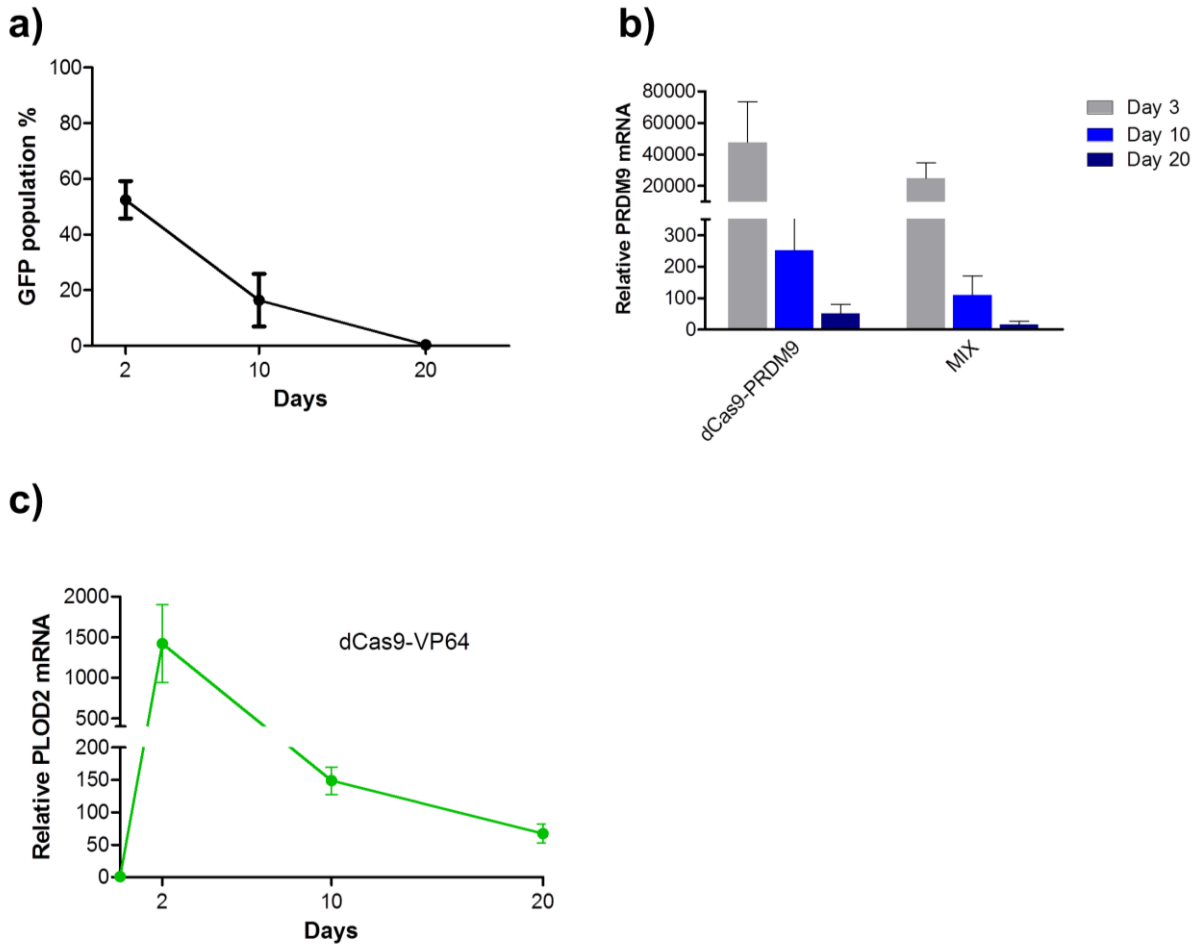 a)
GFP population %
100
80
60
40
20
0
2 10 20
Days
b)
Relative PRDM9 mRNA
80000
60000
40000
20000
300
200
100
0
dCas9-PRDM9 MIX
Day 3
Day 10
Day 20
c)
Relative PLOD2 mRNA
2000
1500
1000
500
200
150
100
50
0
dCas9-VP64
2 10 20
Days